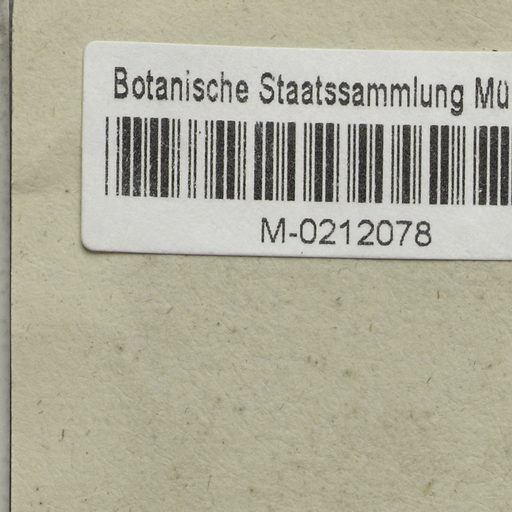 Botanische Staatssammlung Mü
M-0212078